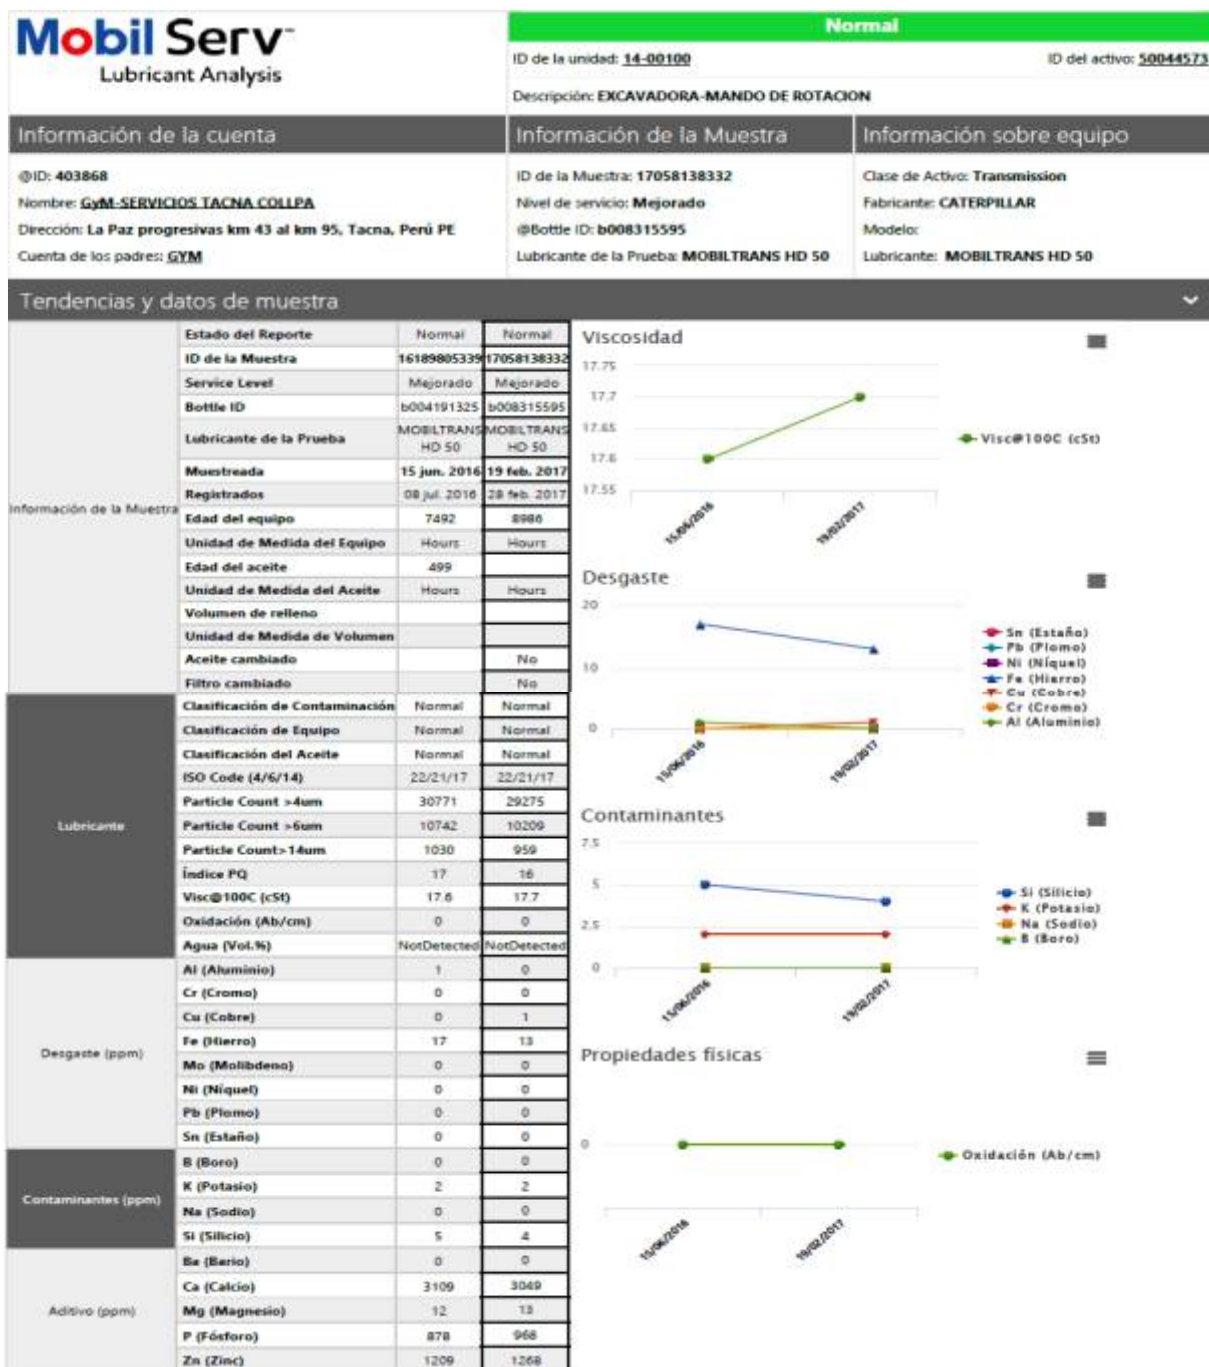 Mobil Serv™
Lubricant Analysis
Normal
ID de la unidad: 14-00100 ID del activo: 50044573
Descripción: EXCAVADORA-MANDO DE ROTACION
Información de la cuenta Información de la Muestra Información sobre equipo
@ID: 403868 ID de la Muestra: 17058138332 Clase de Activo: Transmission
Nombre: GyM-SERVICIOS TACNA COLLPA Nivel de servicio: Mejorado Fabricante: CATERPILLAR
Dirección: La Paz progresivas km 43 al km 95, Tacna, Perú PE @Bottle ID: b008315595 Modelo:
Cuenta de los padres: GYM Lubricante de la Prueba: MOBILTRANS HD 50 Lubricante: MOBILTRANS HD 50
Tendencias y datos de muestra
Información de la Muestra
Estado del Reporte Normal Normal
ID de la Muestra 16189805339 17058138332
Service Level Mejorado Mejorado
Bottle ID b004191325 b008315595
Lubricante de la Prueba MOBILTRANS HD 50 MOBILTRANS HD 50
Muestreada 15 jun. 2016 19 feb. 2017
Registrados 08 jul. 2016 28 feb. 2017
Edad del equipo 7492 8986
Unidad de Medida del Equipo Hours Hours
Edad del aceite 499
Unidad de Medida del Aceite Hours Hours
Volumen de relleno
Unidad de Medida de Volumen
Aceite cambiado No
Filtro cambiado No
Lubricante
Clasificación de Contaminación Normal Normal
Clasificación de Equipo Normal Normal
Clasificación del Aceite Normal Normal
ISO Code (4/6/14) 22/21/17 22/21/17
Particle Count >4um 30771 29275
Particle Count >6um 10742 10209
Particle Count>14um 1030 959
Índice PQ 17 16
Visc@100C (cSt) 17.6 17.7
Oxidación (Ab/cm) 0 0
Agua (Vol.%) NotDetected NotDetected
Desgaste (ppm)
Al (Aluminio) 1 0
Cr (Cromo) 0 0
Cu (Cobre) 0 1
Fe (Hierro) 17 13
Mo (Molibdeno) 0 0
Ni (Níquel) 0 0
Pb (Plomo) 0 0
Sn (Estaño) 0 0
Contaminantes (ppm)
B (Boro) 0 0
K (Potasio) 2 2
Na (Sodio) 0 0
Si (Silicio) 5 4
Aditivo (ppm)
Ba (Bario) 0 0
Ca (Calcio) 3109 3049
Mg (Magnesio) 12 13
P (Fósforo) 878 968
Zn (Zinc) 1209 1268
Viscosidad
17.75
17.7
17.65
17.6
17.55
15/06/2016 19/02/2017
Visc@100C (cSt)
Desgaste
20
10
0
15/06/2016 19/02/2017
Sn (Estaño)
Pb (Plomo)
Ni (Níquel)
Fe (Hierro)
Cu (Cobre)
Cr (Cromo)
Al (Aluminio)
Contaminantes
7.5
5
2.5
0
15/06/2016 19/02/2017
Si (Silicio)
K (Potasio)
Na (Sodio)
B (Boro)
Propiedades físicas
0
15/06/2016 19/02/2017
Oxidación (Ab/cm)